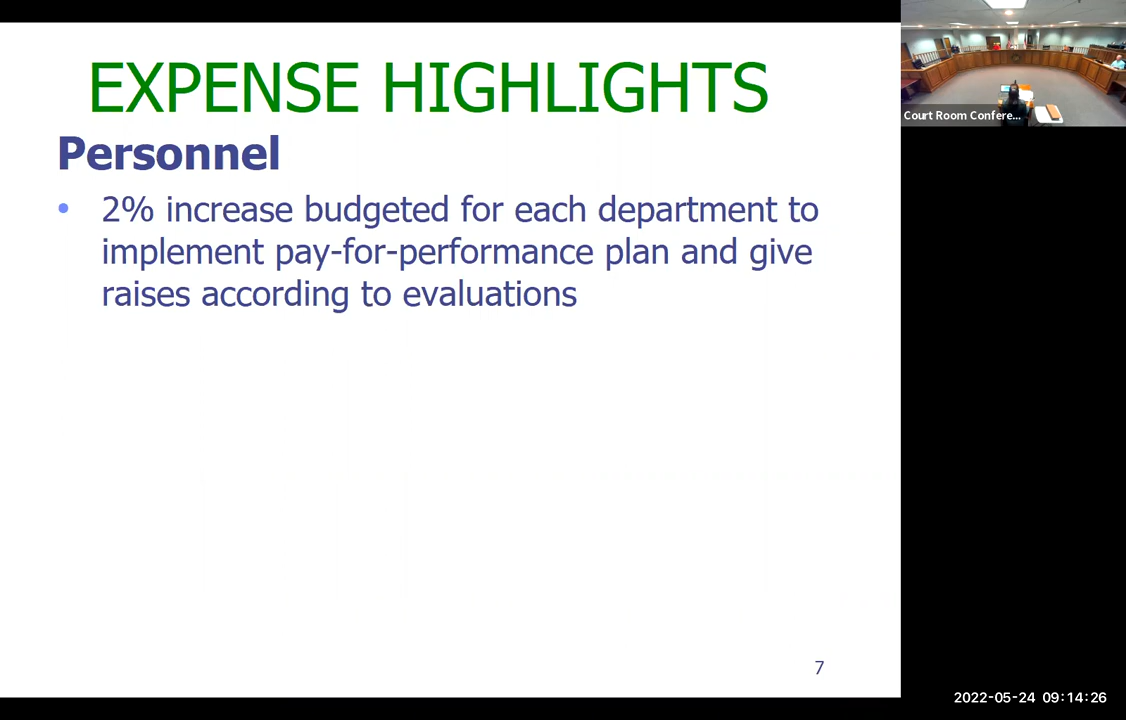 EXPENSE HIGHLIGHTS
Personnel
• 2% increase budgeted for each department to
implement pay-for-performance plan and give
raises according to evaluations
7
Court Room Confere...
2022-05-24 09:14:26